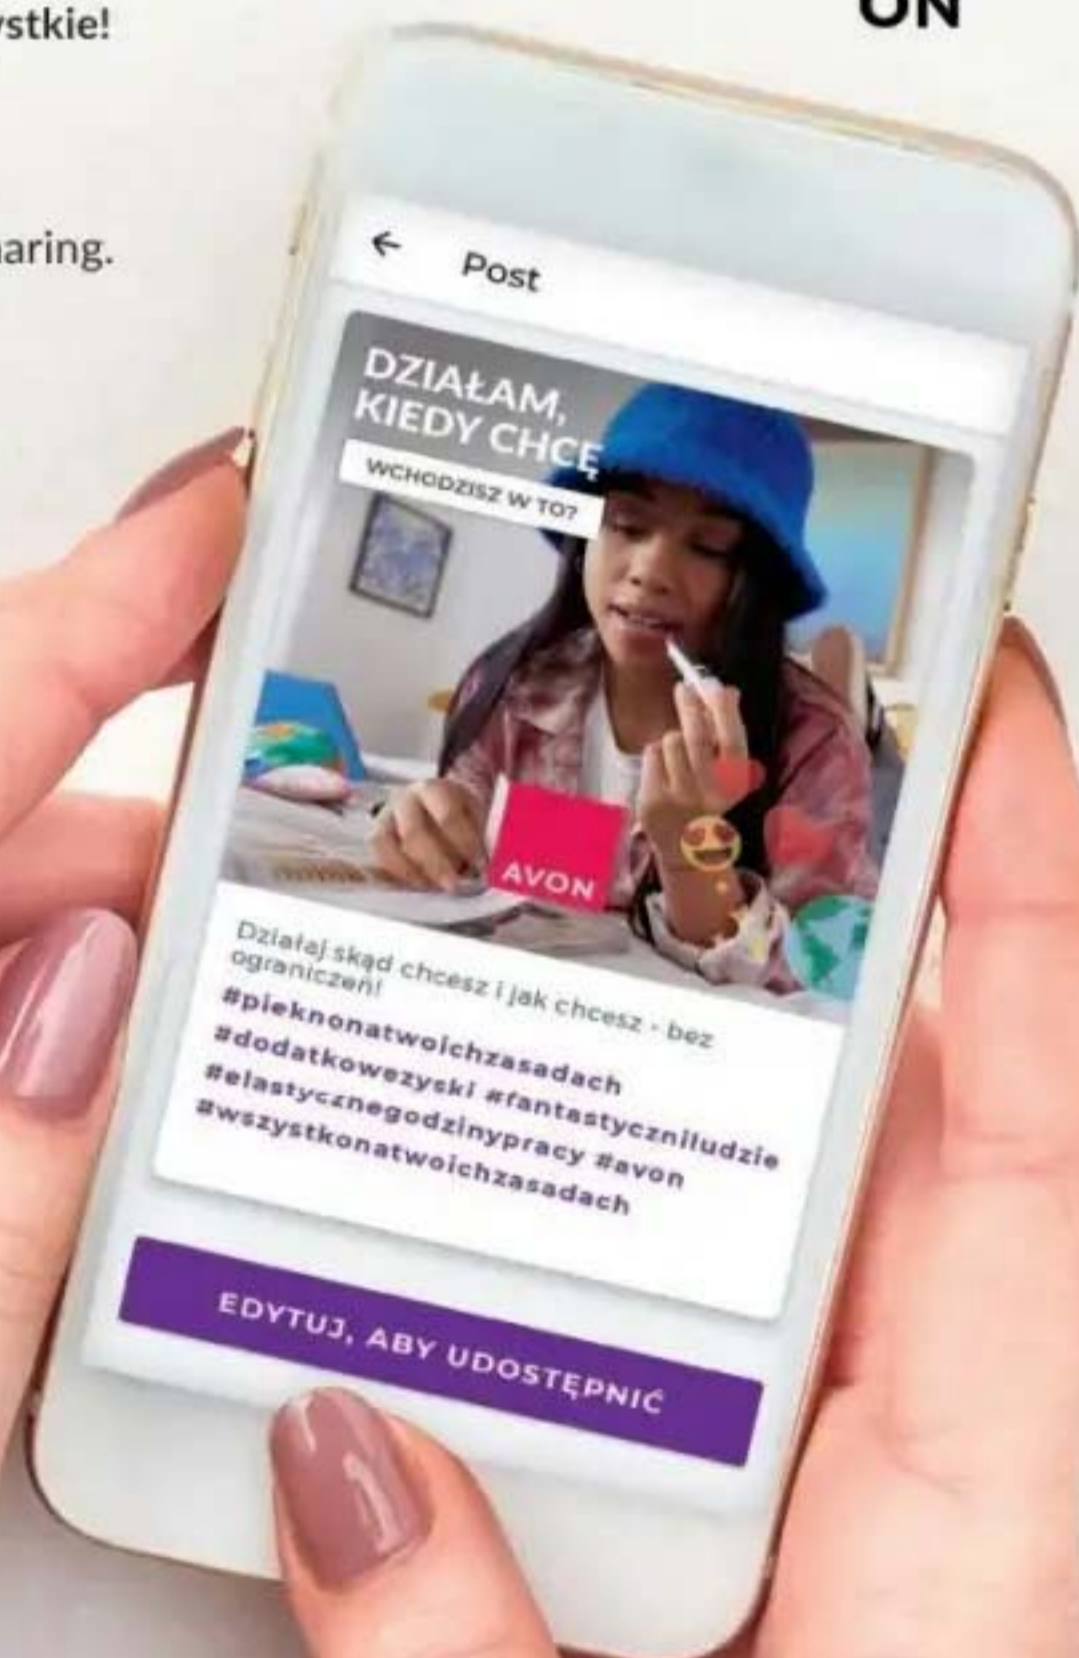 ystkie!
ON
aring.
Post
DZIAŁAM,
KIEDY CHCĘ
WCHODZISZ W TO?
AVON
Działaj skąd chcesz i jak chcesz - bez
ograniczeń!
#pieknonatwoichzasadach
#dodatkowezyski #fantastyczniludzie
#elastycznegodzinypracy #avon
#wszystkonatwoichzasadach
EDYTUJ, ABY UDOSTĘPNIĆ